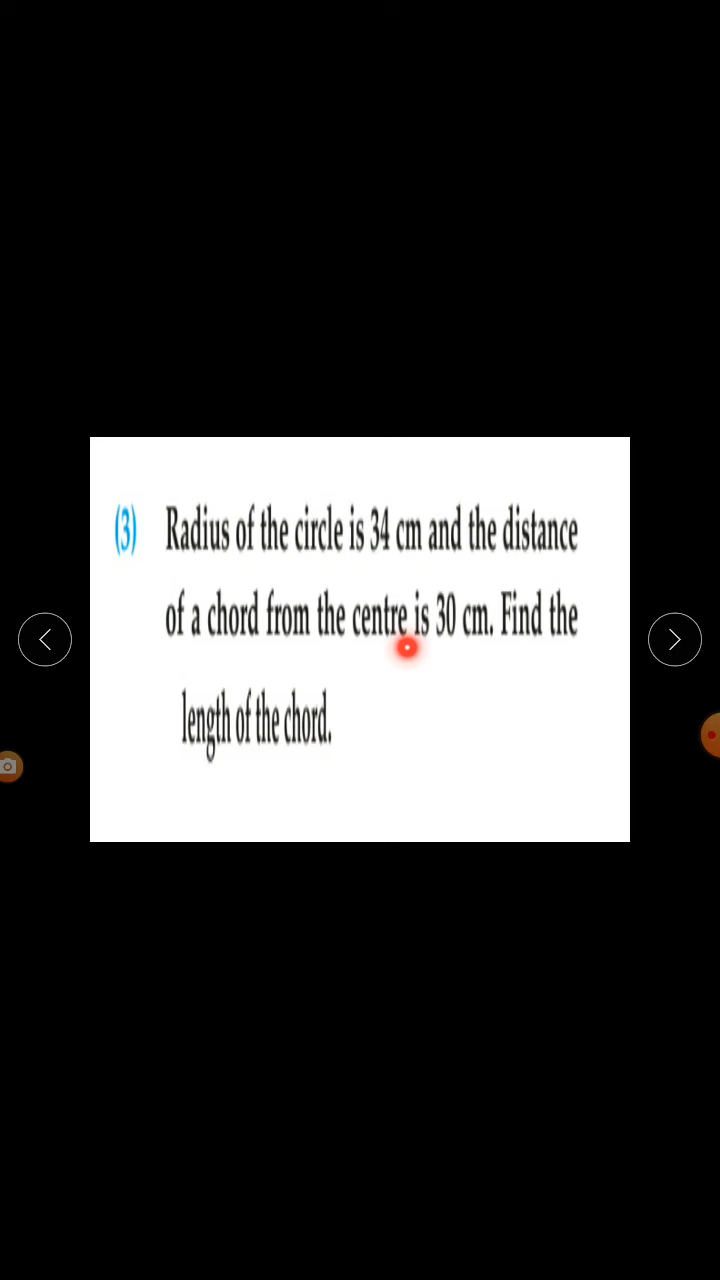 (3) Radius of the circle is 34 cm and the distance
of a chord from the centre is 30 cm. Find the
length of the chord.